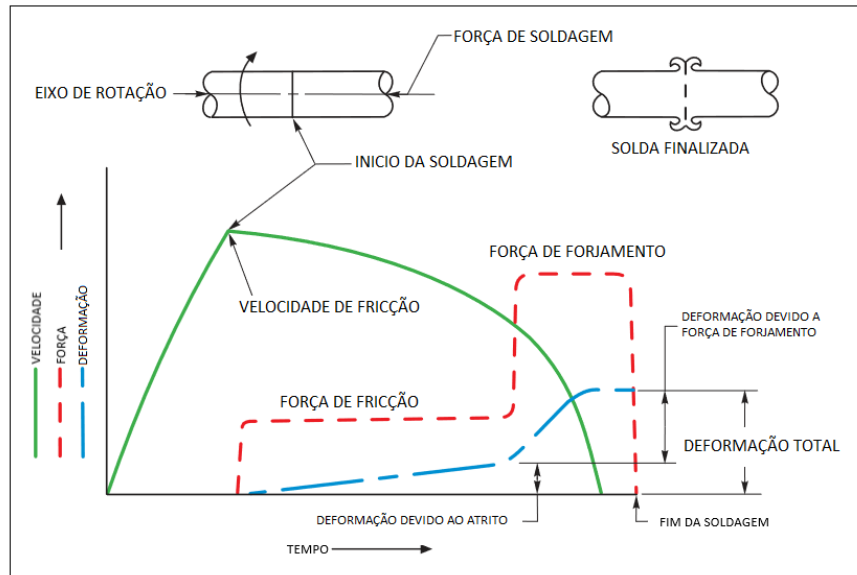 FORÇA DE SOLDAGEM
EIXO DE ROTAÇÃO
SOLDA FINALIZADA
INICIO DA SOLDAGEM
FORÇA DE FORJAMENTO
VELOCIDADE DE FRICÇÃO
DEFORMAÇÃO DEVIDO A
FORÇA DE FORJAMENTO
VELOCIDADE
FORÇA
DEFORMAÇÃO
FORÇA DE FRICÇÃO
DEFORMAÇÃO TOTAL
DEFORMAÇÃO DEVIDO AO ATRITO
FIM DA SOLDAGEM
TEMPO